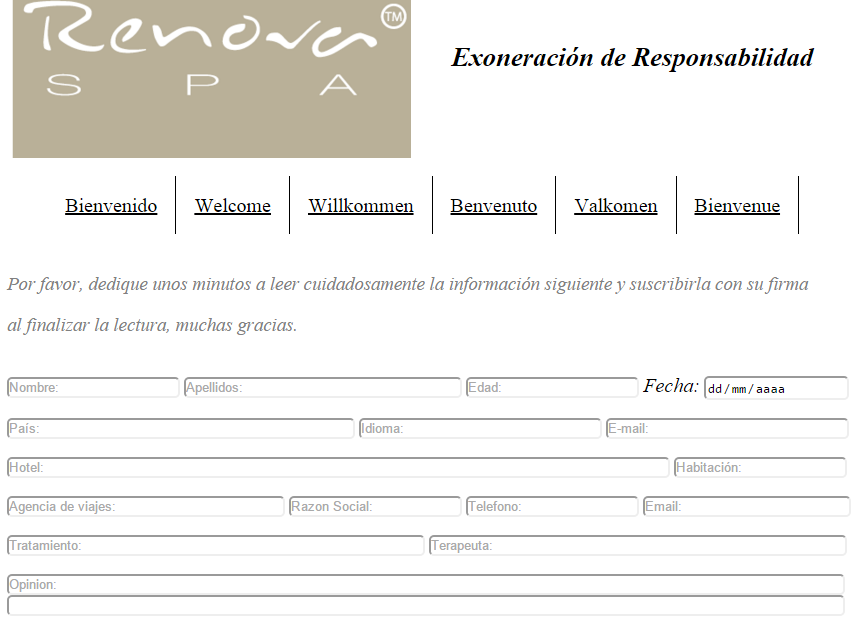 Renova TM
SPA
Exoneración de Responsabilidad
Bienvenido Welcome Willkommen Benvenuto Valkomen Bienvenue
Por favor, dedique unos minutos a leer cuidadosamente la información siguiente y suscribirla con su firma
al finalizar la lectura, muchas gracias.
Nombre: Apellidos: Edad: Fecha: dd/mm/aaaa
País: Idioma: E-mail:
Hotel: Habitación:
Agencia de viajes: Razon Social: Telefono: Email:
Tratamiento: Terapeuta:
Opinion: